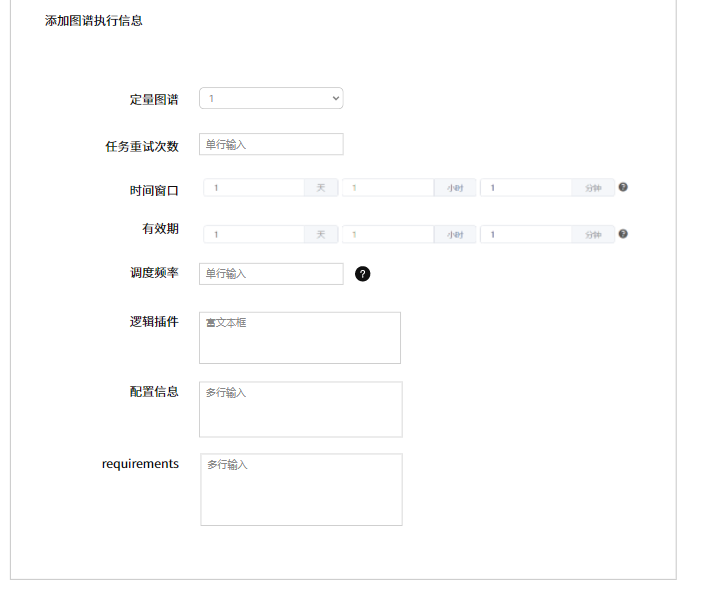 添加图谱执行信息
定量图谱 1
任务重试次数 单行输入
时间窗口 1 天 1 小时 1 分钟 ?
有效期 1 天 1 小时 1 分钟 ?
调度频率 单行输入 ?
逻辑插件 富文本框
配置信息 多行输入
requirements 多行输入